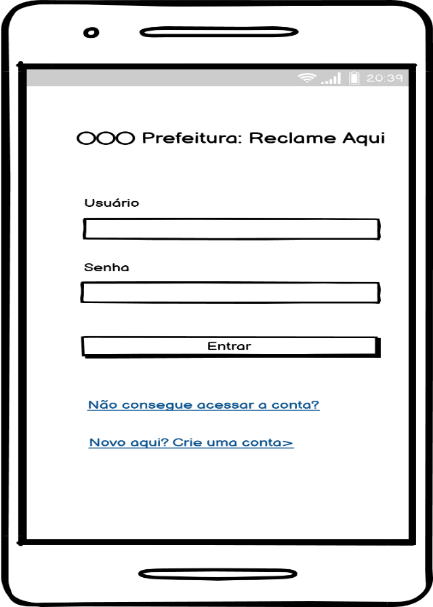 20:39
OOO Prefeitura: Reclame Aqui
Usuário
Senha
Entrar
Não consegue acessar a conta?
Novo aqui? Crie uma conta>